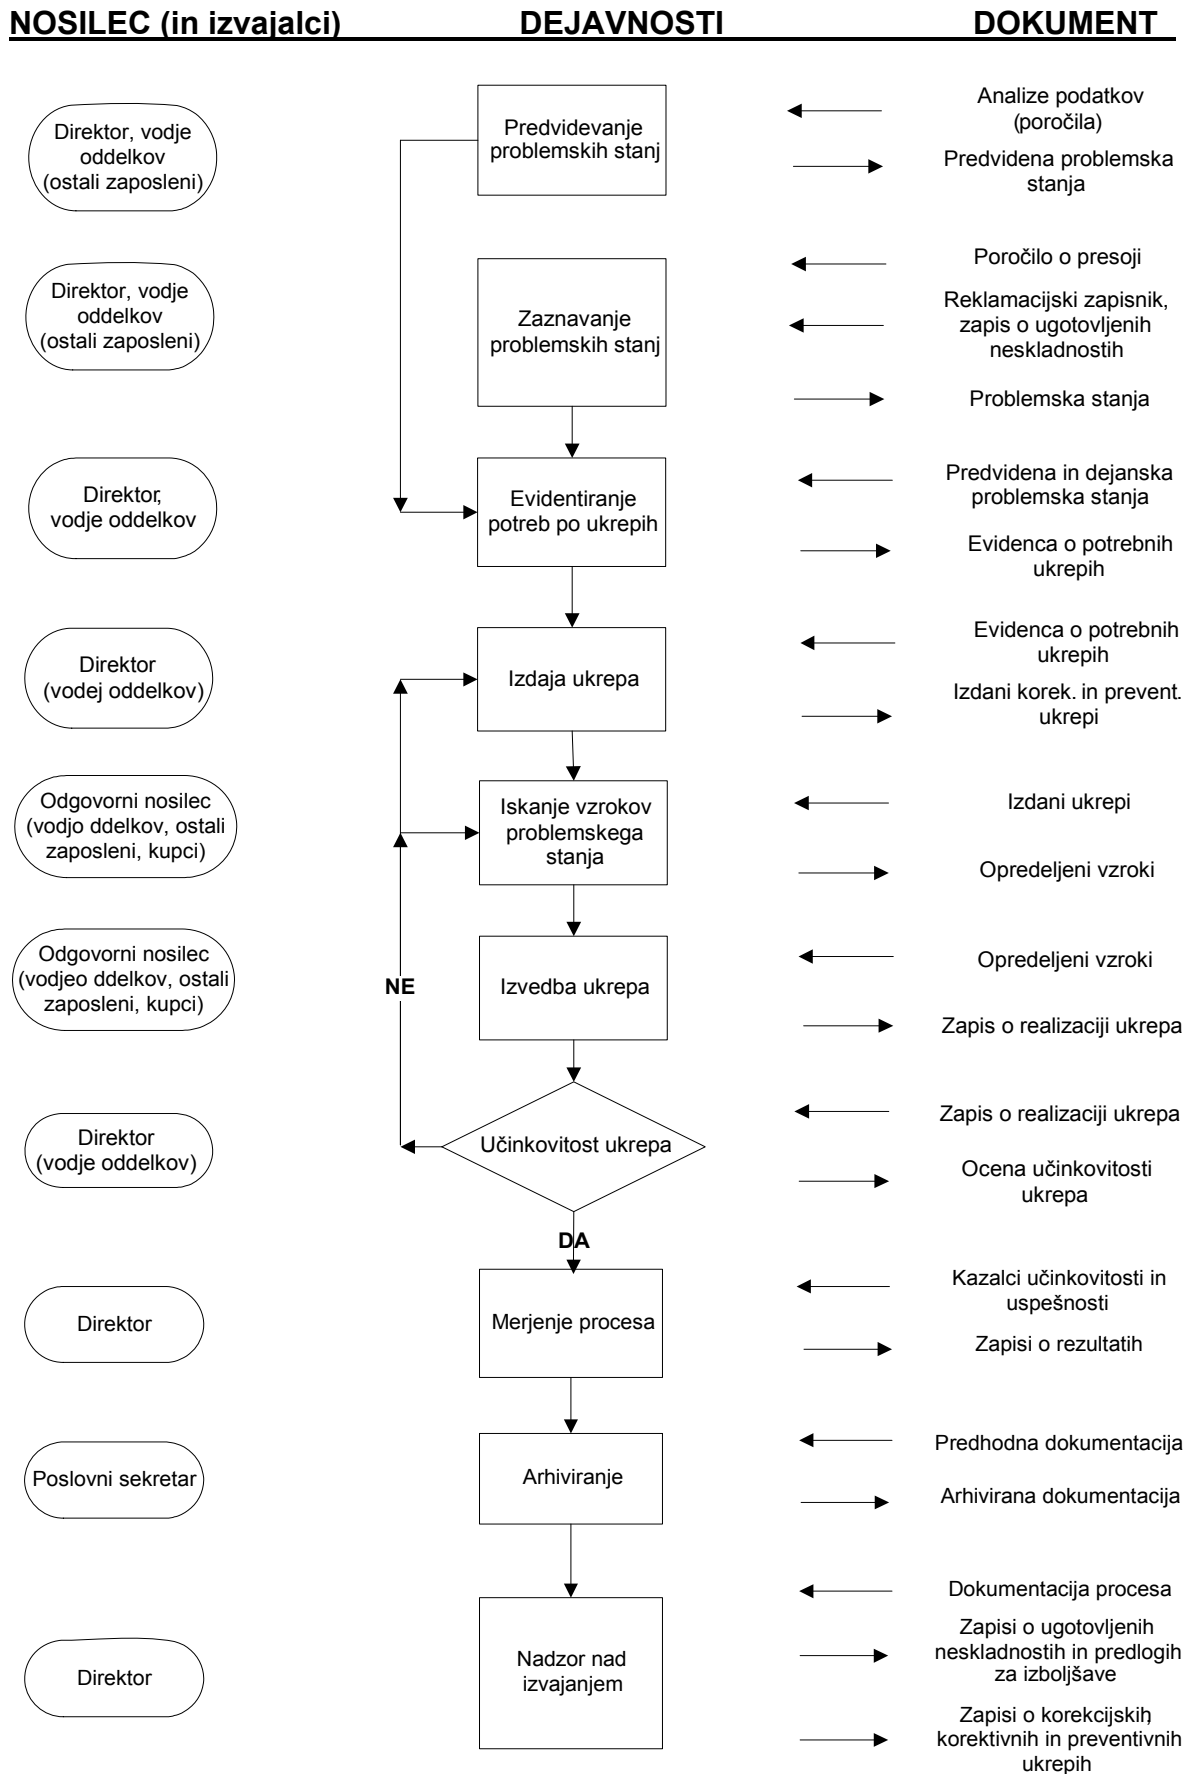 NOSILEC (in izvajalci) DEJAVNOSTI DOKUMENT
Direktor, vodje
oddelkov
(ostali zaposleni)
Predvidevanje
problemskih stanj
Analize podatkov
(poročila)
Predvidena problemska
stanja
Direktor, vodje
oddelkov
(ostali zaposleni)
Zaznavanje
problemskih stanj
Poročilo o presoji
Reklamacijski zapisnik,
zapis o ugotovljenih
neskladnostih
Problemska stanja
Direktor,
vodje oddelkov
Evidentiranje
potreb po ukrepih
Predvidena in dejanska
problemska stanja
Evidenca o potrebnih
ukrepih
Direktor
(vodej oddelkov)
Izdaja ukrepa
Evidenca o potrebnih
ukrepih
Izdani korek. in prevent.
ukrepi
Odgovorni nosilec
(vodjo ddelkov, ostali
zaposleni, kupci)
Iskanje vzrokov
problemskega
stanja
Izdani ukrepi
Opredeljeni vzroki
Odgovorni nosilec
(vodjeo ddelkov, ostali
zaposleni, kupci)
NE
Izvedba ukrepa
Opredeljeni vzroki
Zapis o realizaciji ukrepa
Direktor
(vodje oddelkov)
Učinkovitost ukrepa
Zapis o realizaciji ukrepa
Ocena učinkovitosti
ukrepa
DA
Direktor
Merjenje procesa
Kazalci učinkovitosti in
uspešnosti
Zapisi o rezultatih
Poslovni sekretar
Arhiviranje
Predhodna dokumentacija
Arhivirana dokumentacija
Direktor
Nadzor nad
izvajanjem
Dokumentacija procesa
Zapisi o ugotovljenih
neskladnostih in predlogih
za izboljšave
Zapisi o korekcijskih,
korektivnih in preventivnih
ukrepih